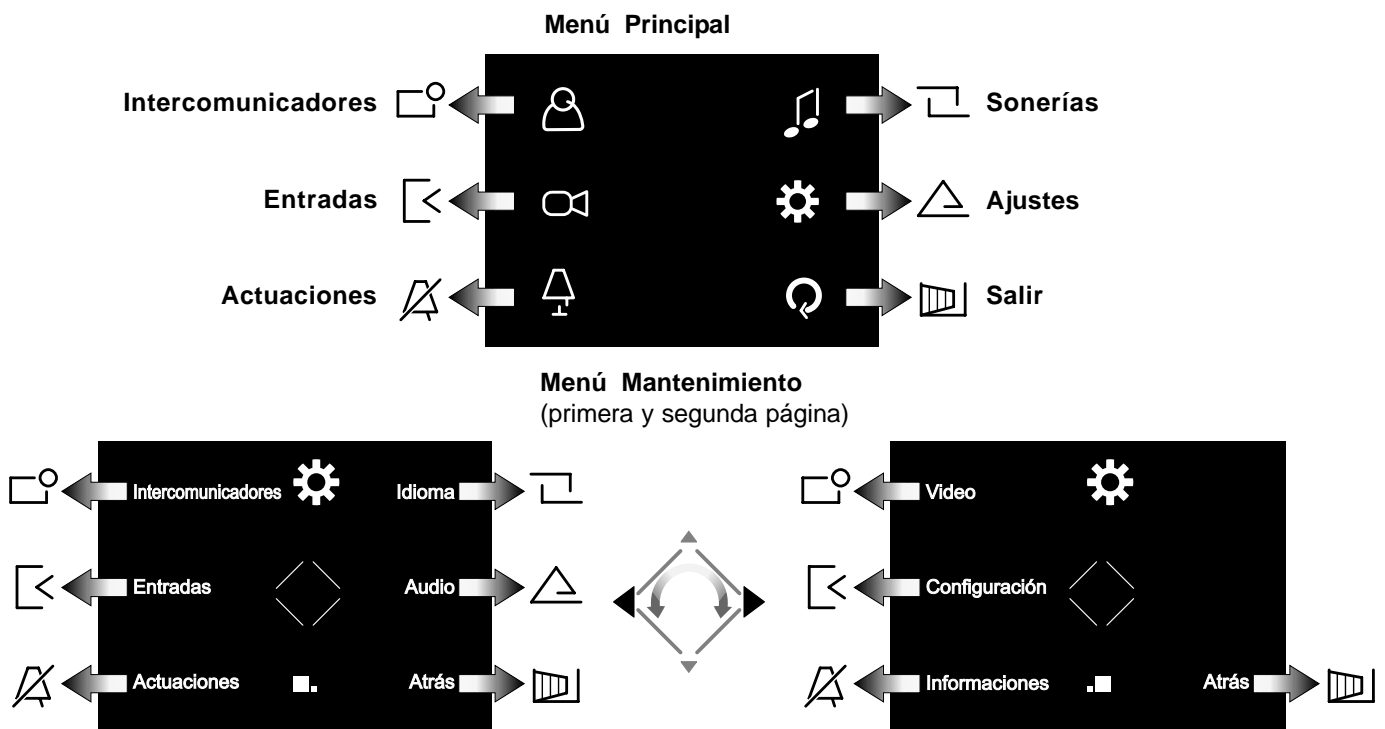 Menú Principal
Intercomunicadores
Sonerías
Entradas
Ajustes
Actuaciones
Salir
Menú Mantenimiento
(primera y segunda página)
Intercomunicadores
Idioma
Entradas
Audio
Actuaciones
Atrás
Video
Configuración
Informaciones
Atrás